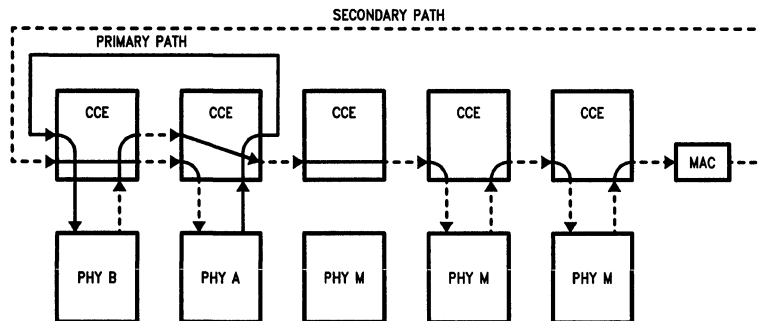 SECONDARY PATH
PRIMARY PATH
CCE
CCE
CCE
CCE
CCE
MAC
PHY B
PHY A
PHY M
PHY M
PHY M